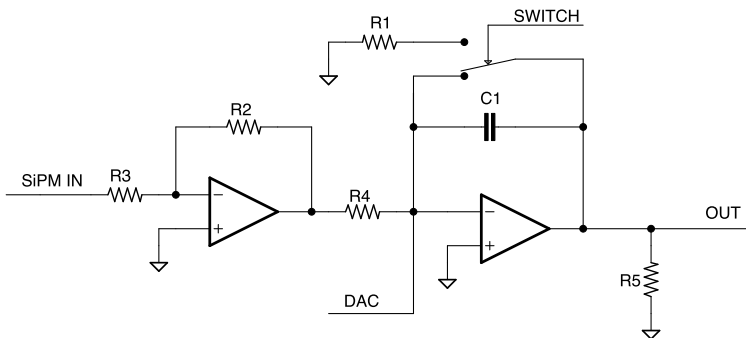 SWITCH
R1
C1
R2
SiPM IN
R3
R4
−
+
−
+
OUT
DAC
R5